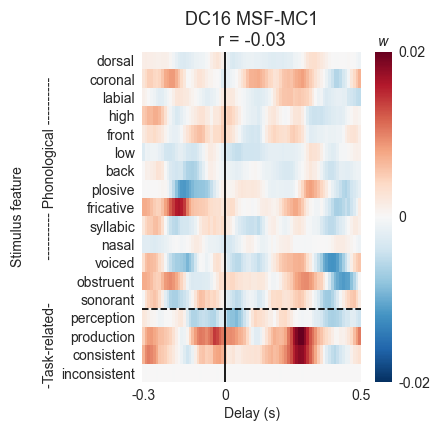 DC16 MSF-MC1
r = -0.03
w
dorsal
coronal
labial
high
front
low
back
plosive
fricative
syllabic
nasal
voiced
obstruent
sonorant
perception
production
consistent
inconsistent
Stimulus feature
-Task-related- ---------- Phonological ----------
0.02
0
-0.02
-0.3 0 0.5
Delay (s)